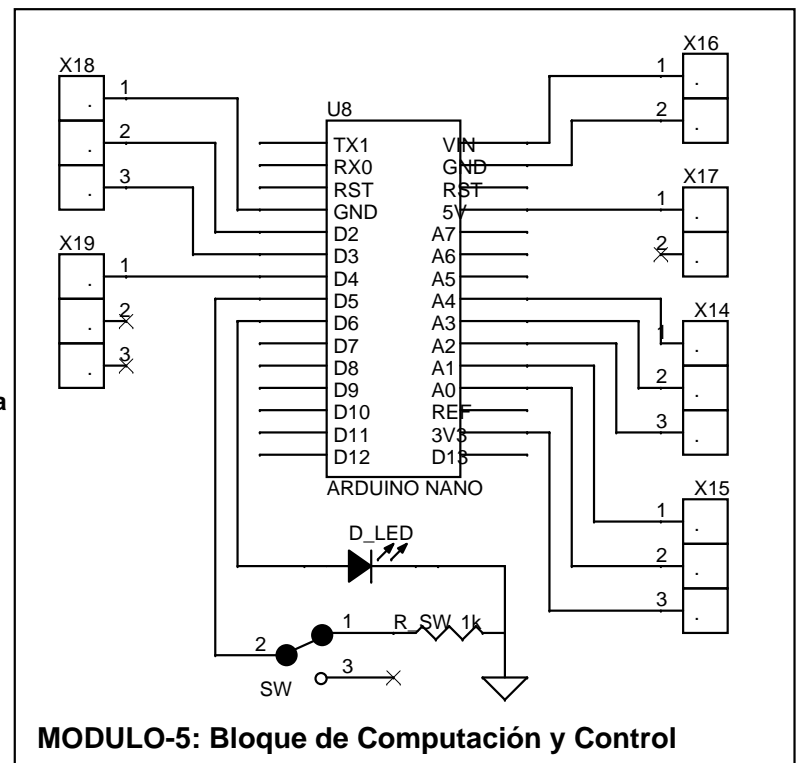 X18
1
.
2
.
3
.
X19
1
.
2
.
3
.
a
U8
TX1
RX0
RST
GND
D2
D3
D4
D5
D6
D7
D8
D9
D10
D11
D12
VIN
GND
RST
5V
A7
A6
A5
A4
A3
A2
A1
A0
REF
3V3
D13
ARDUINO NANO
X16
1
.
2
.
X17
1
.
2
.
X14
1
.
2
.
3
.
X15
1
.
2
.
3
.
D_LED
1
R_SW 1k
2
3
SW
MODULO-5: Bloque de Computación y Control